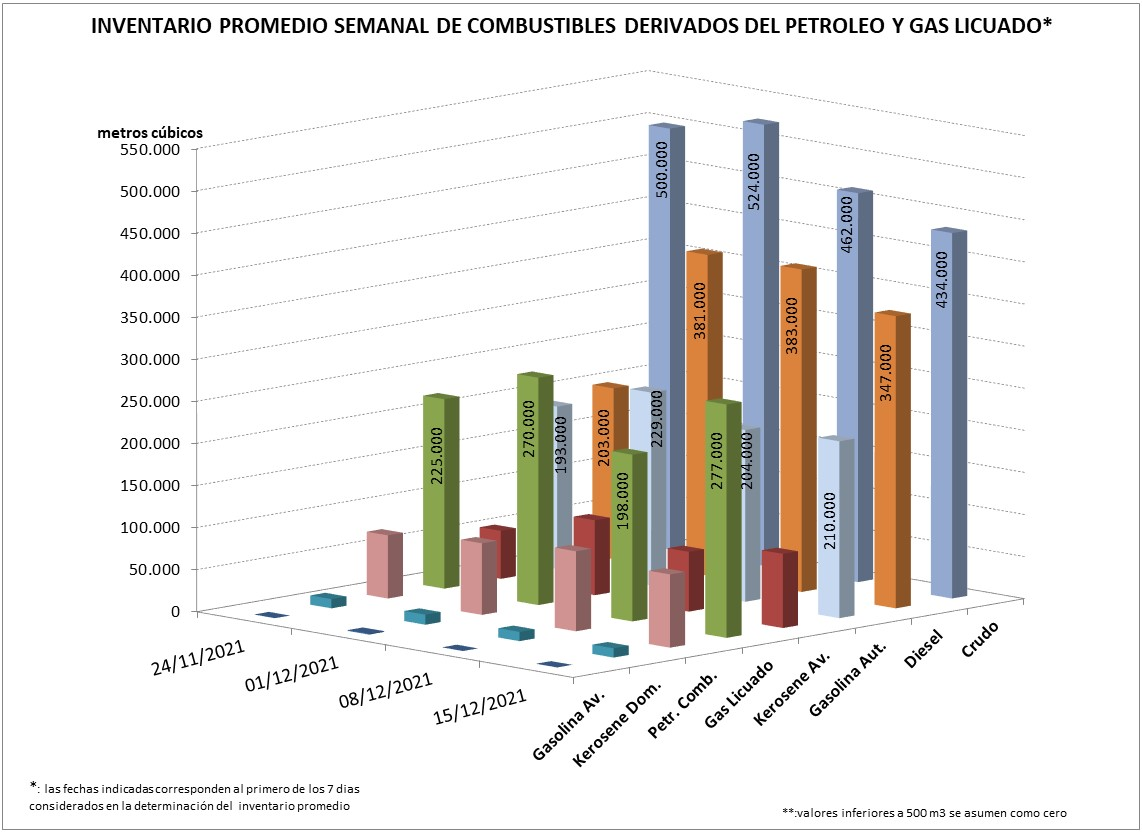 INVENTARIO PROMEDIO SEMANAL DE COMBUSTIBLES DERIVADOS DEL PETROLEO Y GAS LICUADO*
metros cúbicos
550.000
500.000
450.000
400.000
350.000
300.000
250.000
200.000
150.000
100.000
50.000
0
500.000
524.000
462.000
434.000
381.000
383.000
347.000
203.000
193.000
229.000
204.000
210.000
225.000
270.000
198.000
277.000
24/11/2021
01/12/2021
08/12/2021
15/12/2021
Gasolina Av.
Kerosene Dom.
Petr. Comb.
Gas Licuado
Kerosene Av.
Gasolina Aut.
Diesel
Crudo
*: las fechas indicadas corresponden al primero de los 7 dias
considerados en la determinación del inventario promedio
**:valores inferiores a 500 m3 se asumen como cero